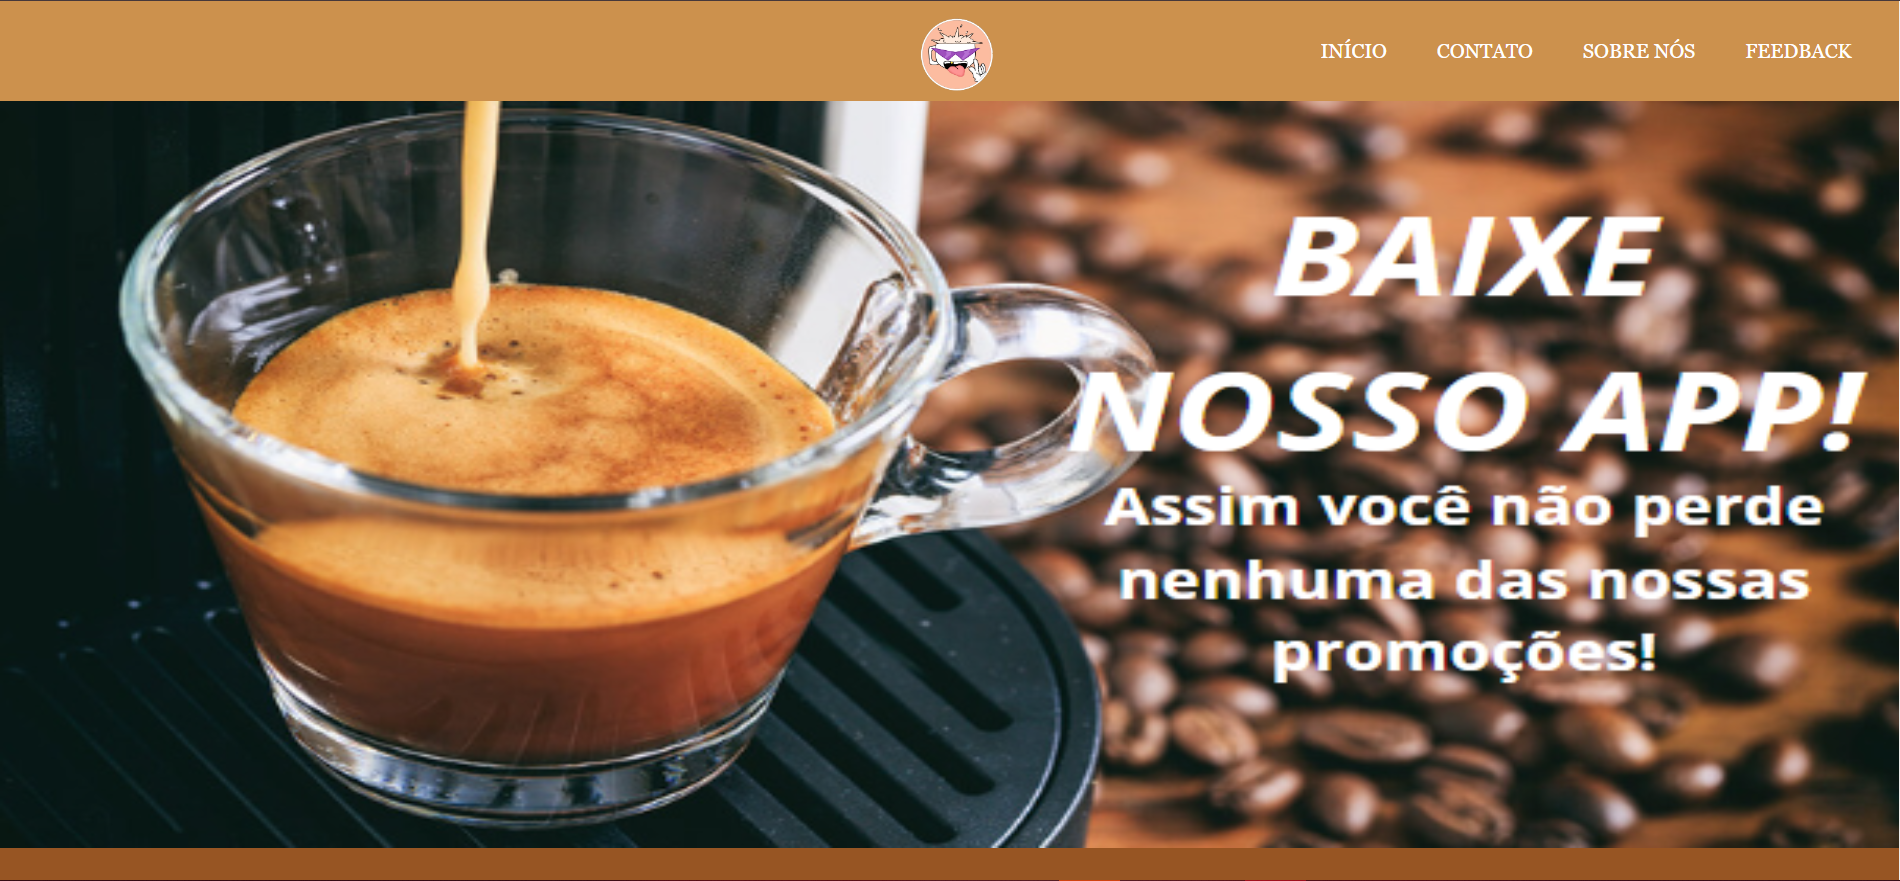 INÍCIO CONTATO SOBRE NÓS FEEDBACK
BAIXE
NOSSO APP!
Assim você não perde
nenhuma das nossas
promoções!